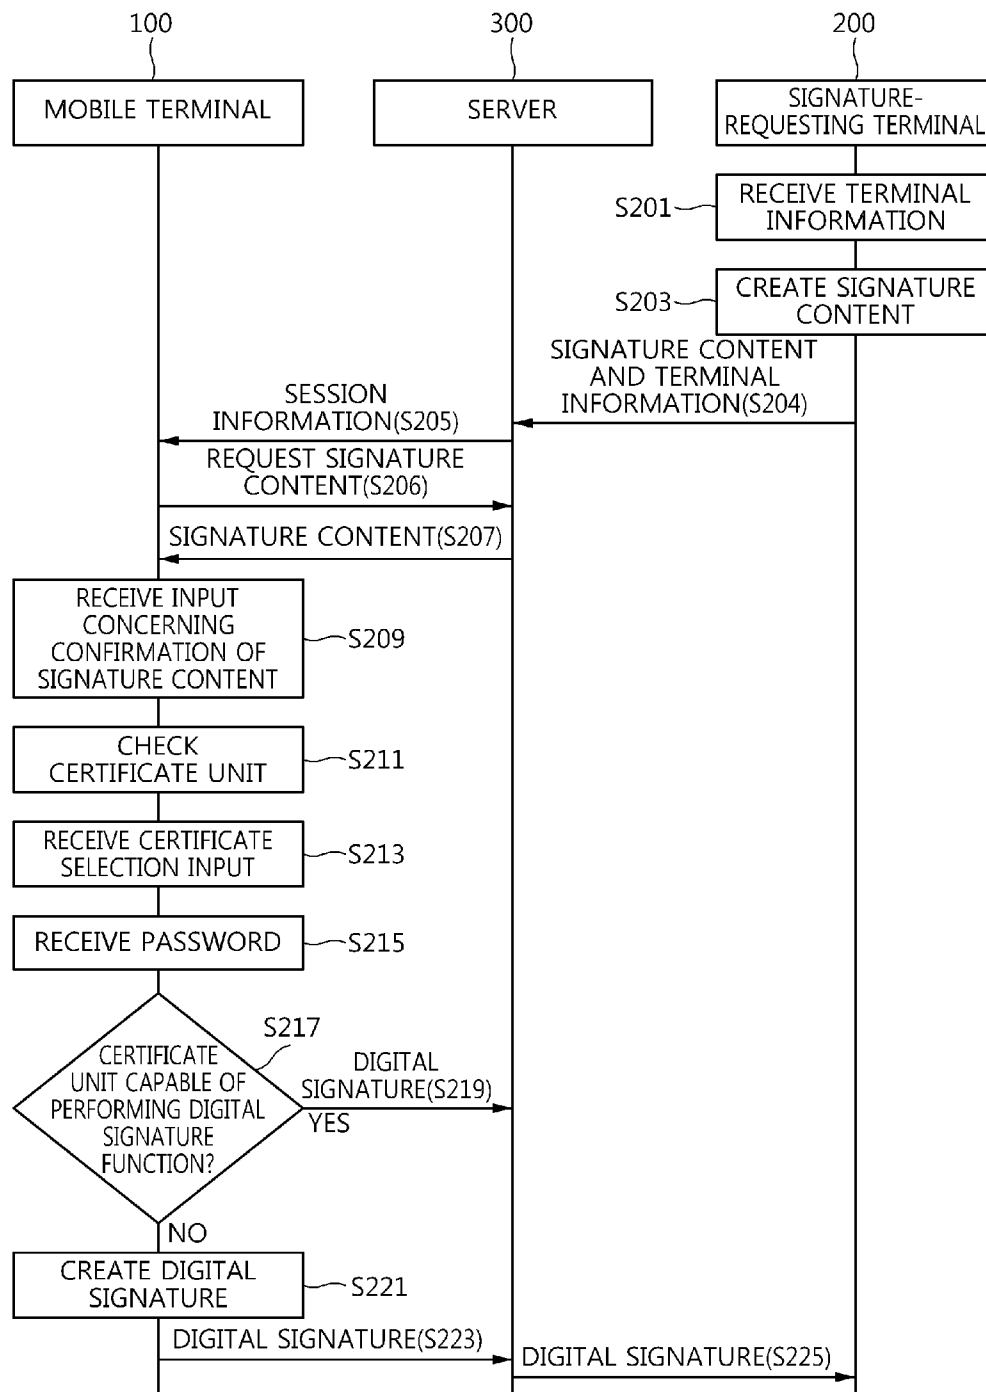 100
300
200
MOBILE TERMINAL
SERVER
SIGNATURE-
REQUESTING TERMINAL
S201
RECEIVE TERMINAL
INFORMATION
S203
CREATE SIGNATURE
CONTENT
SIGNATURE CONTENT
AND TERMINAL
INFORMATION(S204)
SESSION
INFORMATION(S205)
REQUEST SIGNATURE
CONTENT(S206)
SIGNATURE CONTENT(S207)
RECEIVE INPUT
CONCERNING
CONFIRMATION OF
SIGNATURE CONTENT
S209
CHECK
CERTIFICATE UNIT
S211
RECEIVE CERTIFICATE
SELECTION INPUT
S213
RECEIVE PASSWORD
S215
S217
CERTIFICATE
UNIT CAPABLE OF
PERFORMING DIGITAL
SIGNATURE
FUNCTION?
DIGITAL
SIGNATURE(S219)
YES
NO
CREATE DIGITAL
SIGNATURE
S221
DIGITAL SIGNATURE(S223)
DIGITAL SIGNATURE(S225)